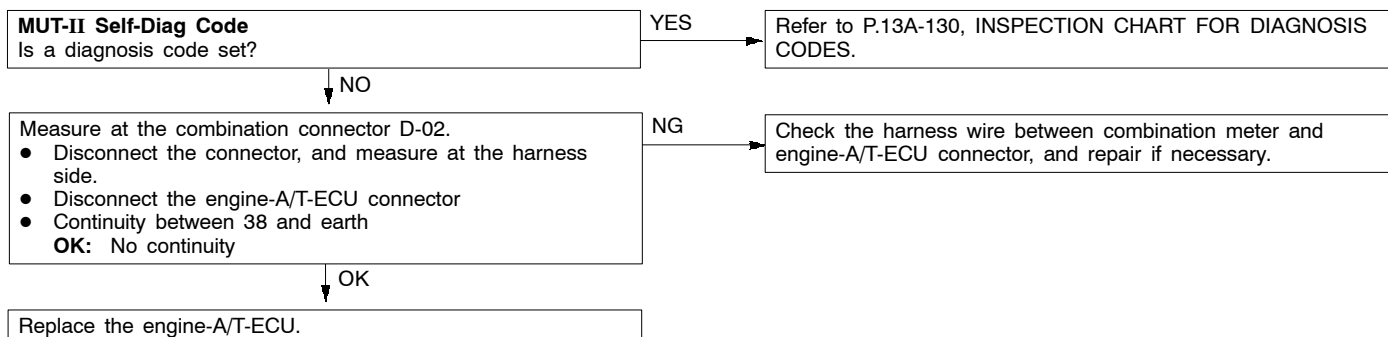 MUT-II Self-Diag Code
Is a diagnosis code set?
YES
Refer to P.13A-130, INSPECTION CHART FOR DIAGNOSIS
CODES.
NO
Measure at the combination connector D-02.
● Disconnect the connector, and measure at the harness
side.
● Disconnect the engine-A/T-ECU connector
● Continuity between 38 and earth
OK: No continuity
NG
Check the harness wire between combination meter and
engine-A/T-ECU connector, and repair if necessary.
OK
Replace the engine-A/T-ECU.